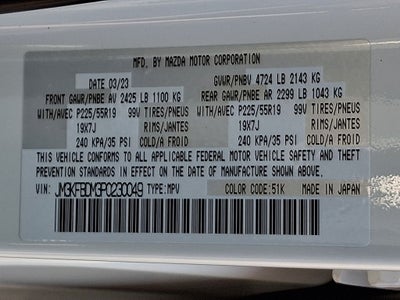 MFD. BY MAZDA MOTOR CORPORATION
DATE 03/23 GVWR/PNBV 4724 LB 2143 KG
FRONT GAWR/PNBE AV 2425 LB 1100 KG REAR GAWR/PNBE AR 2299 LB 1043 KG
WITH/AVEC P225/55R19 99V TIRES/PNEUS WITH/AVEC P225/55R19 99V TIRES/PNEUS
19X7J RIMS/JANTES 19X7J RIMS/JANTES
240 KPA/35 PSI COLD/A FROID 240 KPA/35 PSI COLD/A FROID
THIS VEHICLE CONFORMS TO ALL APPLICABLE FEDERAL MOTOR VEHICLE SAFETY AND THEFT
PREVENTION STANDARDS IN EFFECT ON THE DATE OF MANUFACTURE SHOWN ABOVE.
VIN: JM3KFBDM3P0230049 TYPE: MPV COLOR CODE: 51K MADE IN JAPAN